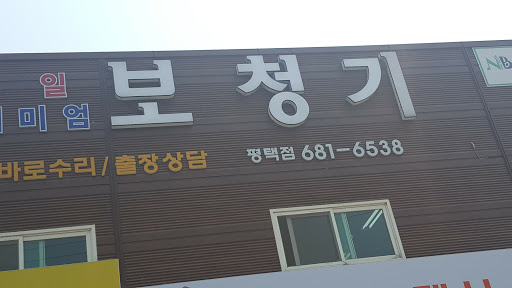 일
미엄 보청기
바로수리/출장상담 평택점 681-6538